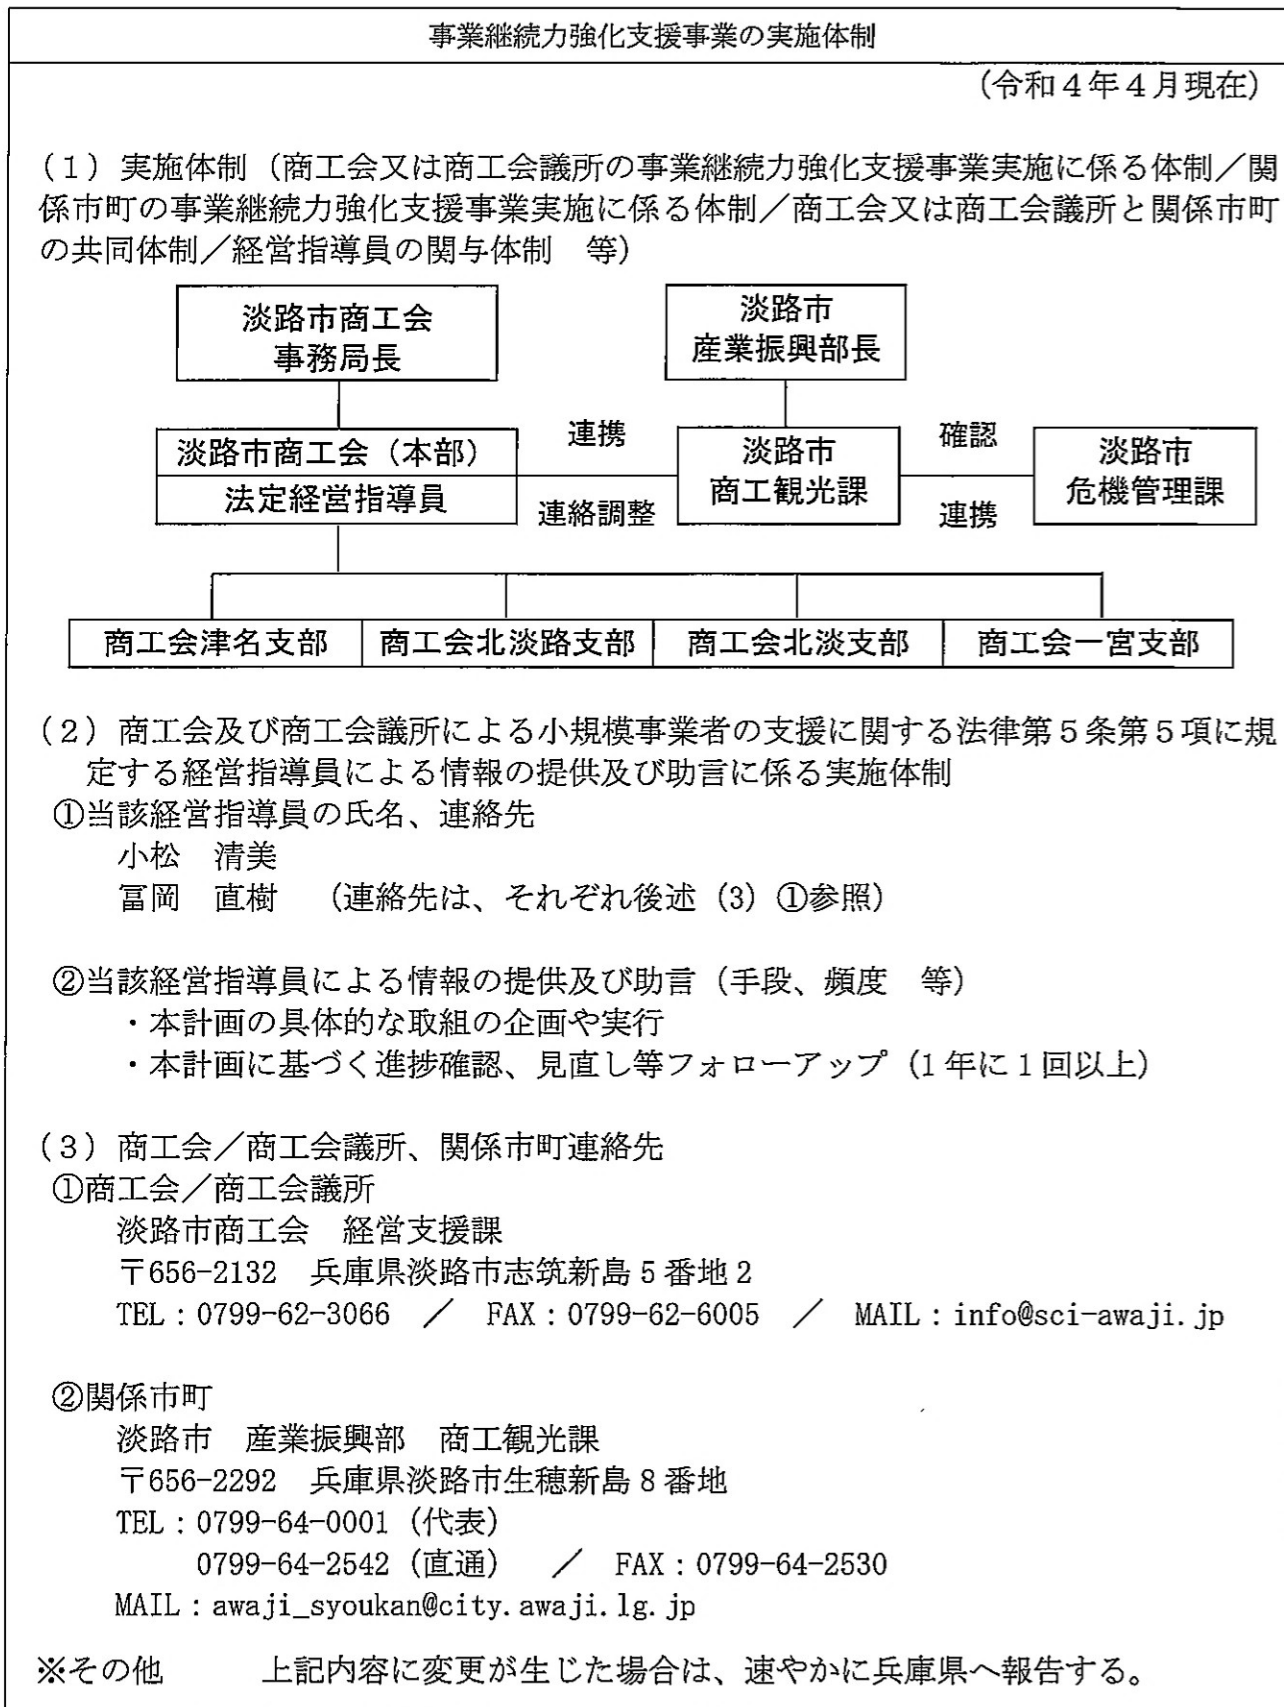 事業継続力強化支援事業の実施体制
(令和4年4月現在)
(1)実施体制(商工会又は商工会議所の事業継続力強化支援事業実施に係る体制/関
係市町の事業継続力強化支援事業実施に係る体制/商工会又は商工会議所と関係市町
の共同体制/経営指導員の関与体制 等)
淡路市商工会
事務局長
淡路市
産業振興部長
淡路市商工会(本部)
法定経営指導員
連携
連絡調整
淡路市
商工観光課
確認
連携
淡路市
危機管理課
商工会津名支部
商工会北淡路支部
商工会北淡支部
商工会一宮支部
(2)商工会及び商工会議所による小規模事業者の支援に関する法律第5条第5項に規
定する経営指導員による情報の提供及び助言に係る実施体制
①当該経営指導員の氏名、連絡先
小松 清美
冨岡 直樹 (連絡先は、それぞれ後述(3)①参照)
②当該経営指導員による情報の提供及び助言(手段、頻度 等)
・本計画の具体的な取組の企画や実行
・本計画に基づく進捗確認、見直し等フォローアップ(1年に1回以上)
(3)商工会/商工会議所、関係市町連絡先
①商工会/商工会議所
淡路市商工会 経営支援課
〒656-2132 兵庫県淡路市志筑新島5番地2
TEL:0799-62-3066 / FAX:0799-62-6005 / MAIL:info@sci-awaji.jp
②関係市町
淡路市 産業振興部 商工観光課
〒656-2292 兵庫県淡路市生穂新島8番地
TEL:0799-64-0001(代表)
0799-64-2542(直通) / FAX:0799-64-2530
MAIL:awaji_syoukan@city.awaji.lg.jp
※その他 上記内容に変更が生じた場合は、速やかに兵庫県へ報告する。